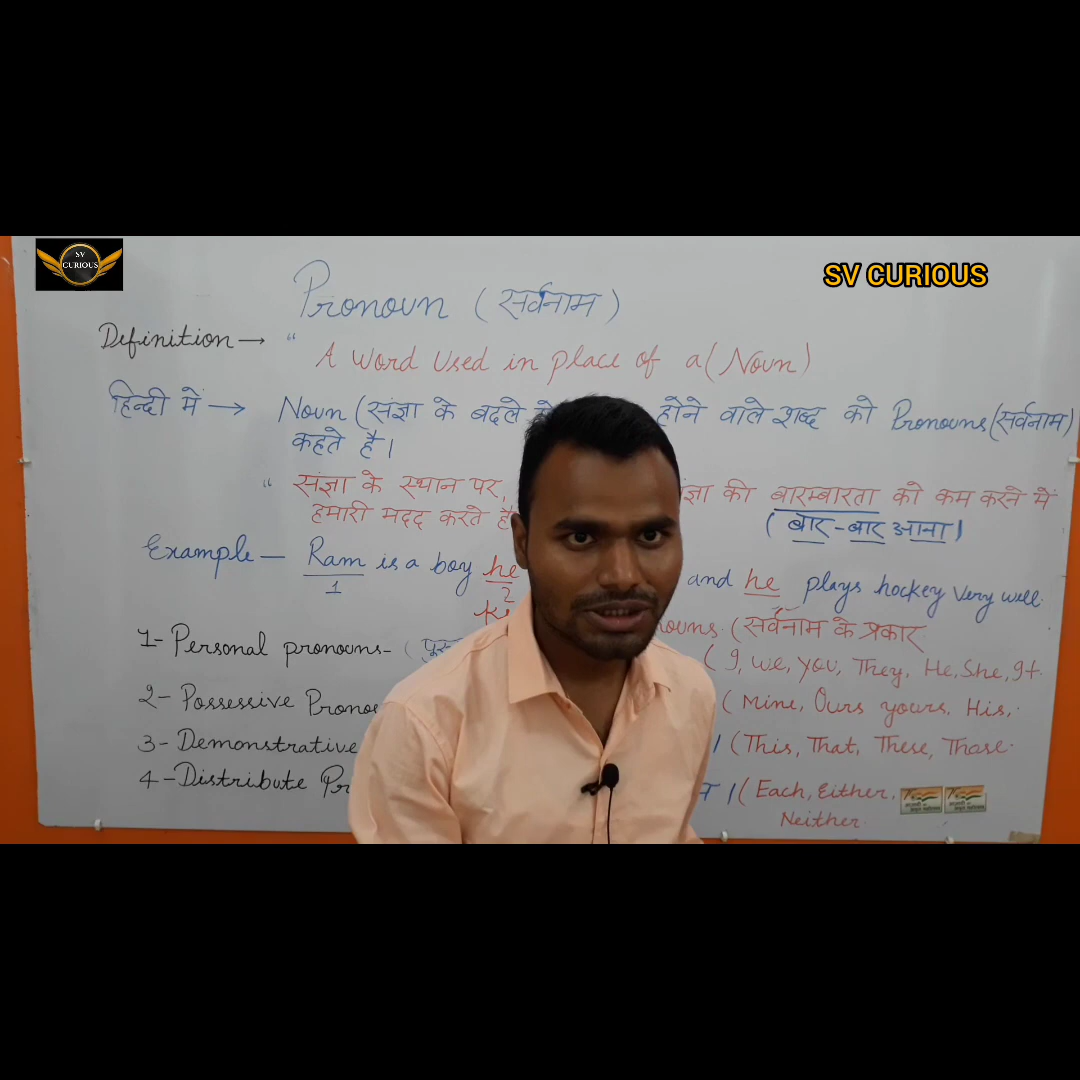 SV
CURIOUS
SV CURIOUS
Pronoun (सर्वनाम)
Definition → "A word used in place of a (Noun)
हिन्दी में → Noun (संज्ञा के बदले होने वाले शब्द को Pronouns (सर्वनाम)
कहते है।
" संज्ञा के स्थान पर, की बारम्बारता को कम करने में
हमारी मदद करते है
(बार-बार आना)
Example — Ram is a boy he and he plays hockey very well.
1 2
(सर्वनाम के प्रकार
1- Personal pronouns- ( I, we, you, They, He, She, It.
2- Possessive ( Mine, Ours yours, His,
3- Demonstrative (This, That, These, Those.
4- Distribute । ( Each, Either,
Neither.